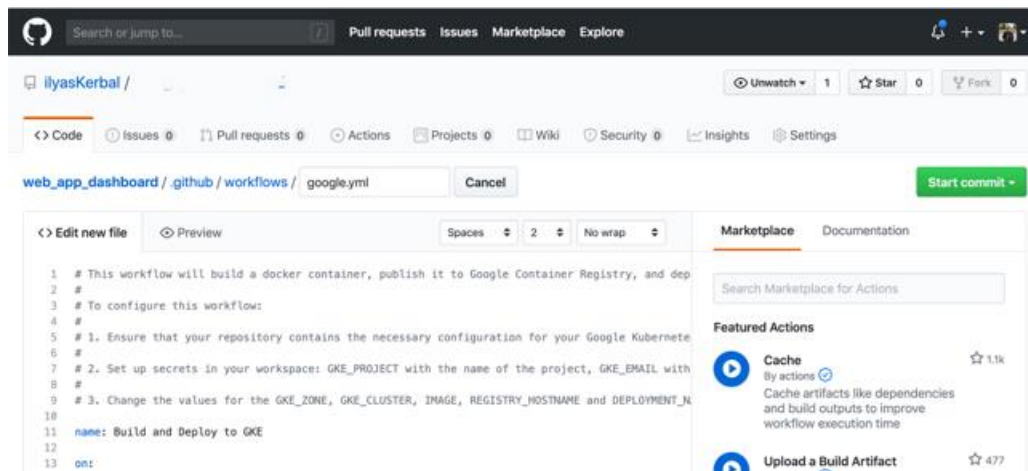 Search or jump to... / Pull requests Issues Marketplace Explore
ilyasKerbal /
Unwatch 1 Star 0 Fork 0
<> Code Issues 0 Pull requests 0 Actions Projects 0 Wiki Security 0 Insights Settings
web_app_dashboard / .github / workflows / google.yml Cancel Start commit
<> Edit new file Preview Spaces 2 No wrap
1 # This workflow will build a docker container, publish it to Google Container Registry, and dep
2 #
3 # To configure this workflow:
4 #
5 # 1. Ensure that your repository contains the necessary configuration for your Google Kubernete
6 #
7 # 2. Set up secrets in your workspace: GKE_PROJECT with the name of the project, GKE_EMAIL with
8 #
9 # 3. Change the values for the GKE_ZONE, GKE_CLUSTER, IMAGE, REGISTRY_HOSTNAME and DEPLOYMENT_N
10
11 name: Build and Deploy to GKE
12
13 on:
Marketplace Documentation
Search Marketplace for Actions
Featured Actions
Cache 1.1k
By actions
Cache artifacts like dependencies
and build outputs to improve
workflow execution time
Upload a Build Artifact 477